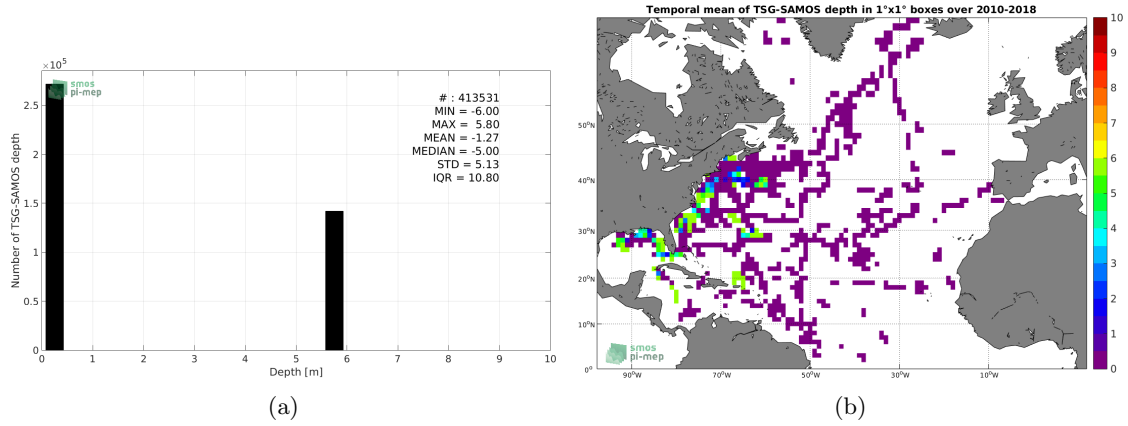 ×10⁵
2.5
2
1.5
1
0.5
0
Number of TSG-SAMOS depth
smos
pi-mep
# : 413531
MIN = -6.00
MAX = 5.80
MEAN = -1.27
MEDIAN = -5.00
STD = 5.13
IQR = 10.80
0 1 2 3 4 5 6 7 8 9 10
Depth [m]
(a)
Temporal mean of TSG-SAMOS depth in 1°x1° boxes over 2010-2018
50°N
40°N
30°N
20°N
10°N
0°
90°W 70°W 50°W 30°W 10°W
smos
pi-mep
10
9
8
7
6
5
4
3
2
1
0
(b)